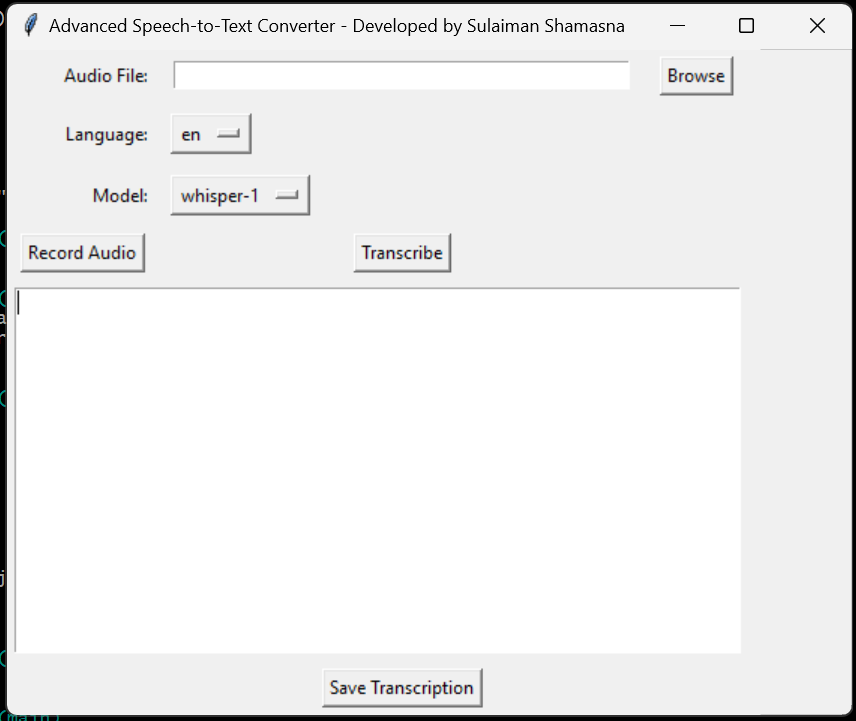 Advanced Speech-to-Text Converter - Developed by Sulaiman Shamasna
Audio File: Browse
Language: en
Model: whisper-1
Record Audio Transcribe
Save Transcription